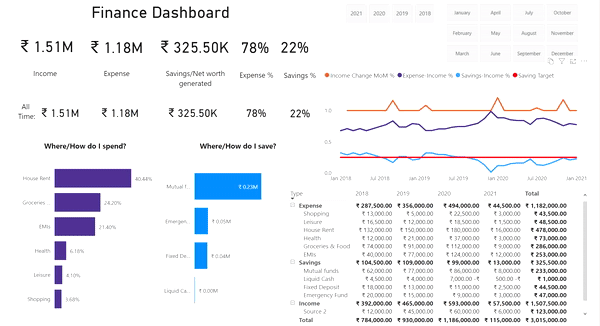 Finance Dashboard
2021 2020 2019 2018
January April July October
February May August November
March June September December
₹ 1.51M ₹ 1.18M ₹ 325.50K 78% 22%
Income Expense Savings/Net worth generated Expense % Savings %
All Time: ₹ 1.51M ₹ 1.18M ₹ 325.50K 78% 22%
Income Change MoM % Expense-Income % Savings-Income % Saving Target
1.0
0.5
0.0
Jan 2018 Jul 2018 Jan 2019 Jul 2019 Jan 2020 Jul 2020 Jan 2021
Where/How do I spend?
House Rent 40.44%
Groceries ... 24.20%
EMIs 21.40%
Health 6.18%
Leisure 4.10%
Shopping 3.68%
Where/How do I save?
Mutual f... ₹ 0.23M
Emergen... ₹ 0.05M
Fixed De... ₹ 0.04M
Liquid Ca... ₹ 0.00M
Type 2018 2019 2020 2021 Total
Expense ₹ 287,500.00 ₹ 356,000.00 ₹ 494,000.00 ₹ 44,500.00 ₹ 1,182,000.00
Shopping ₹ 13,000.00 ₹ 5,000.00 ₹ 22,500.00 ₹ 3,000.00 ₹ 43,500.00
Leisure ₹ 16,500.00 ₹ 12,000.00 ₹ 18,500.00 ₹ 1,500.00 ₹ 48,500.00
House Rent ₹ 132,000.00 ₹ 150,000.00 ₹ 180,000.00 ₹ 16,000.00 ₹ 478,000.00
Health ₹ 12,000.00 ₹ 21,000.00 ₹ 37,000.00 ₹ 3,000.00 ₹ 73,000.00
Groceries & Food ₹ 74,000.00 ₹ 91,000.00 ₹ 112,000.00 ₹ 9,000.00 ₹ 286,000.00
EMIs ₹ 40,000.00 ₹ 77,000.00 ₹ 124,000.00 ₹ 12,000.00 ₹ 253,000.00
Savings ₹ 104,500.00 ₹ 109,000.00 ₹ 99,000.00 ₹ 13,000.00 ₹ 325,500.00
Mutual funds ₹ 62,000.00 ₹ 77,000.00 ₹ 86,000.00 ₹ 8,000.00 ₹ 233,000.00
Liquid Cash ₹ 4,500.00 ₹ 4,000.00 -₹ 7,000.00 -₹ 500.00 ₹ 1,000.00
Fixed Deposit ₹ 18,000.00 ₹ 13,000.00 ₹ 11,000.00 ₹ 2,500.00 ₹ 44,500.00
Emergency Fund ₹ 20,000.00 ₹ 15,000.00 ₹ 9,000.00 ₹ 3,000.00 ₹ 47,000.00
Income ₹ 392,000.00 ₹ 465,000.00 ₹ 593,000.00 ₹ 57,500.00 ₹ 1,507,500.00
Source 2 ₹ 12,000.00 ₹ 45,000.00 ₹ 60,000.00 ₹ 6,000.00 ₹ 123,000.00
Total ₹ 784,000.00 ₹ 930,000.00 ₹ 1,186,000.00 ₹ 115,000.00 ₹ 3,015,000.00